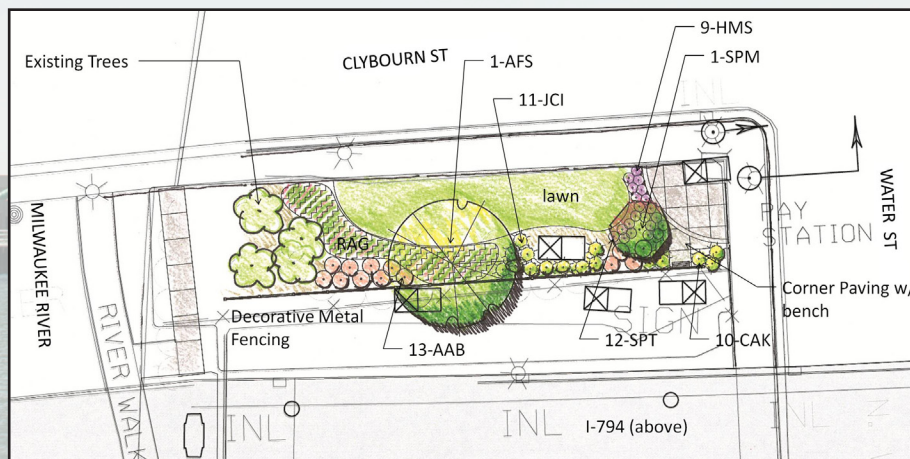 9-HMS
CLYBOURN ST
Existing Trees
1-AFS
1-SPM
11-JCI
INL
lawn
WATER ST
MILWAUKEE RIVER
RAG
PAY
STATION
Corner Paving w/
bench
RIVER WALK
Decorative Metal
Fencing
SIGN
13-AAB
12-SPT
10-CAK
INL
INL
INL
I-794 (above)